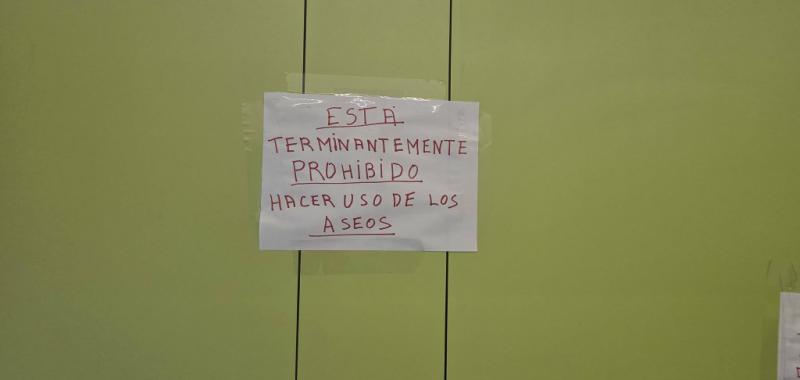 ESTÁ
TERMINANTEMENTE
PROHIBIDO
HACER USO DE LOS
ASEOS